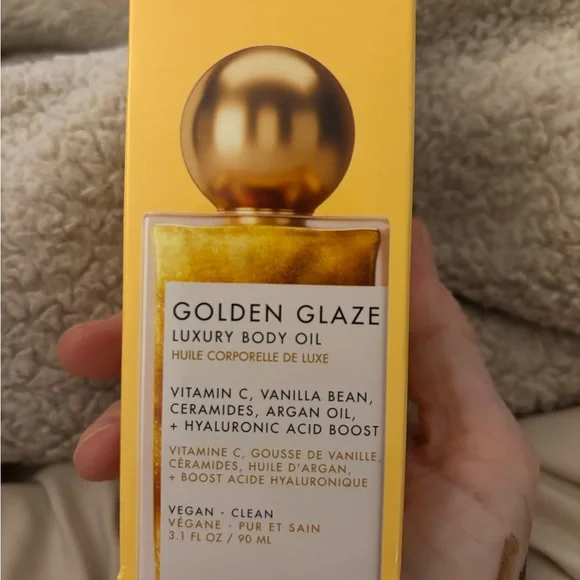 GOLDEN GLAZE
LUXURY BODY OIL
HUILE CORPORELLE DE LUXE
VITAMIN C, VANILLA BEAN,
CERAMIDES, ARGAN OIL,
+ HYALURONIC ACID BOOST
VITAMINE C, GOUSSE DE VANILLE,
CÉRAMIDES, HUILE D'ARGAN,
+ BOOST ACIDE HYALURONIQUE
VEGAN - CLEAN
VÉGANE - PUR ET SAIN
3.1 FL OZ / 90 ML